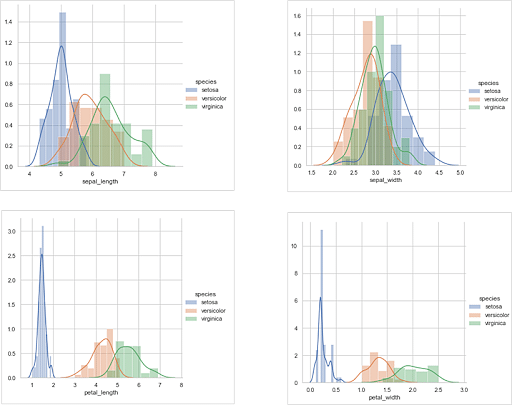 1.4
1.2
1.0
0.8
0.6
0.4
0.2
0.0
4 5 6 7 8
sepal_length
species
setosa
versicolor
virginica
1.6
1.4
1.2
1.0
0.8
0.6
0.4
0.2
0.0
1.5 2.0 2.5 3.0 3.5 4.0 4.5 5.0
sepal_width
species
setosa
versicolor
virginica
3.0
2.5
2.0
1.5
1.0
0.5
0.0
1 2 3 4 5 6 7 8
petal_length
species
setosa
versicolor
virginica
10
8
6
4
2
0
0.0 0.5 1.0 1.5 2.0 2.5 3.0
petal_width
species
setosa
versicolor
virginica